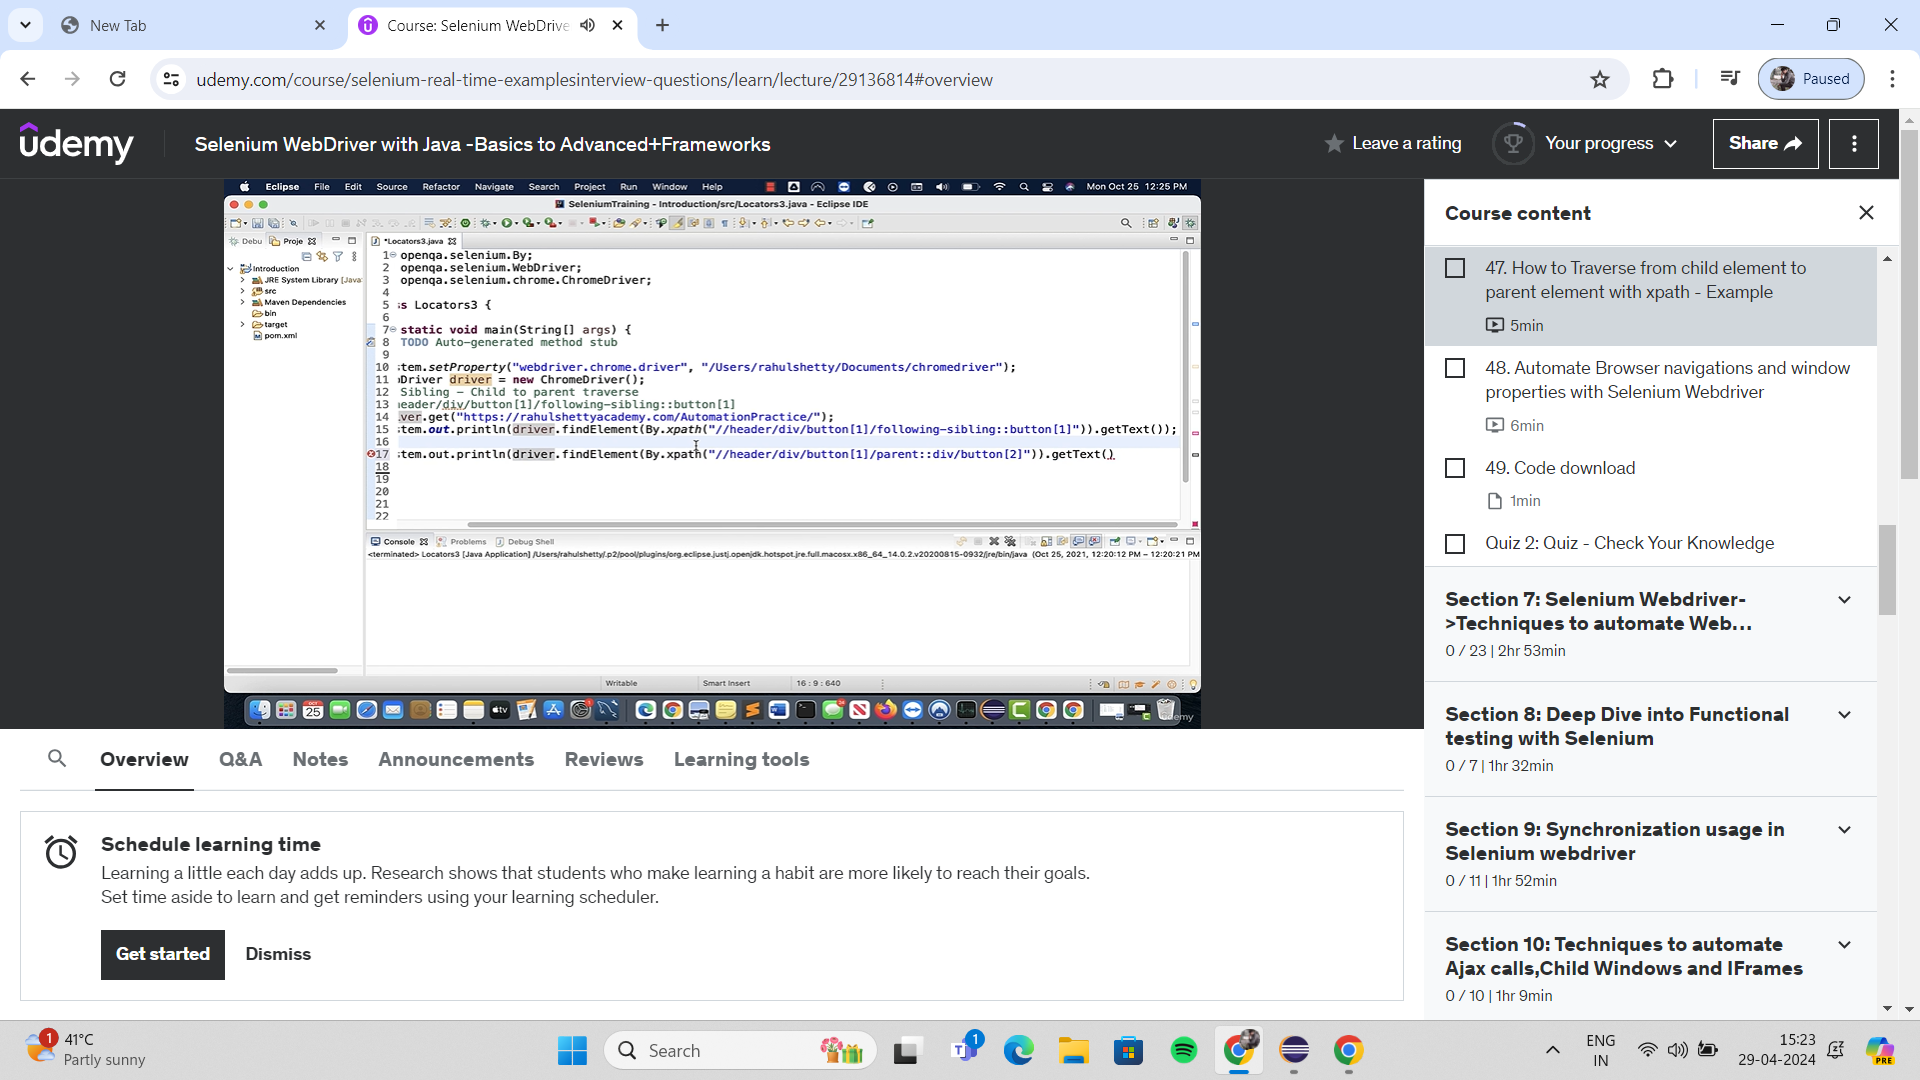 New Tab
Course: Selenium WebDrive
udemy.com/course/selenium-real-time-examplesinterview-questions/learn/lecture/29136814#overview
Paused
udemy
Selenium WebDriver with Java -Basics to Advanced+Frameworks
Leave a rating
Your progress
Share
Eclipse File Edit Source Refactor Navigate Search Project Run Window Help
Mon Oct 25 12:25 PM
SeleniumTraining - Introduction/src/Locators3.java - Eclipse IDE
Debu
Proje
*Locators3.java
Introduction
JRE System Library [Java
src
Maven Dependencies
bin
target
pom.xml
1 openqa.selenium.By;
2 openqa.selenium.WebDriver;
3 openqa.selenium.chrome.ChromeDriver;
4
5 ss Locators3 {
6
7 static void main(String[] args) {
8 TODO Auto-generated method stub
9
10 stem.setProperty("webdriver.chrome.driver", "/Users/rahulshetty/Documents/chromedriver");
11 bDriver driver = new ChromeDriver();
12 Sibling - Child to parent traverse
13 header/div/button[1]/following-sibling::button[1]
14 iver.get("https://rahulshettyacademy.com/AutomationPractice/");
15 stem.out.println(driver.findElement(By.xpath("//header/div/button[1]/following-sibling::button[1]")).getText());
16
17 stem.out.println(driver.findElement(By.xpath("//header/div/button[1]/parent::div/button[2]")).getText()
18
19
20
21
22
Console
Problems
Debug Shell
<terminated> Locators3 [Java Application] /Users/rahulshetty/.p2/pool/plugins/org.eclipse.justj.openjdk.hotspot.jre.full.macosx.x86_64_14.0.2.v20200815-0932/jre/bin/java (Oct 25, 2021, 12:20:12 PM – 12:20:21 PM
Writable
Smart Insert
16 : 9 : 640
25
tv
udemy
Course content
47. How to Traverse from child element to
parent element with xpath - Example
5min
48. Automate Browser navigations and window
properties with Selenium Webdriver
6min
49. Code download
1min
Quiz 2: Quiz - Check Your Knowledge
Section 7: Selenium Webdriver-
>Techniques to automate Web...
0 / 23 | 2hr 53min
Section 8: Deep Dive into Functional
testing with Selenium
0 / 7 | 1hr 32min
Section 9: Synchronization usage in
Selenium webdriver
0 / 11 | 1hr 52min
Section 10: Techniques to automate
Ajax calls,Child Windows and IFrames
0 / 10 | 1hr 9min
Overview
Q&A
Notes
Announcements
Reviews
Learning tools
Schedule learning time
Learning a little each day adds up. Research shows that students who make learning a habit are more likely to reach their goals.
Set time aside to learn and get reminders using your learning scheduler.
Get started
Dismiss
1
41°C
Partly sunny
Search
1
ENG
IN
15:23
29-04-2024
PRE